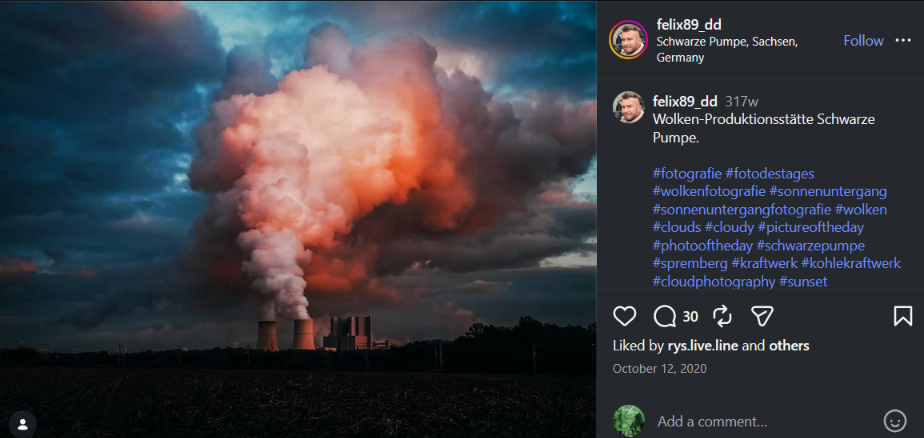 felix89_dd
Schwarze Pumpe, Sachsen,
Germany
Follow
felix89_dd 317w
Wolken-Produktionsstätte Schwarze
Pumpe.
#fotografie #fotodestages
#wolkenfotografie #sonnenuntergang
#sonnenuntergangfotografie #wolken
#clouds #cloudy #pictureoftheday
#photooftheday #schwarzepumpe
#spremberg #kraftwerk #kohlekraftwerk
#cloudphotography #sunset
30
Liked by rys.live.line and others
October 12, 2020
Add a comment...